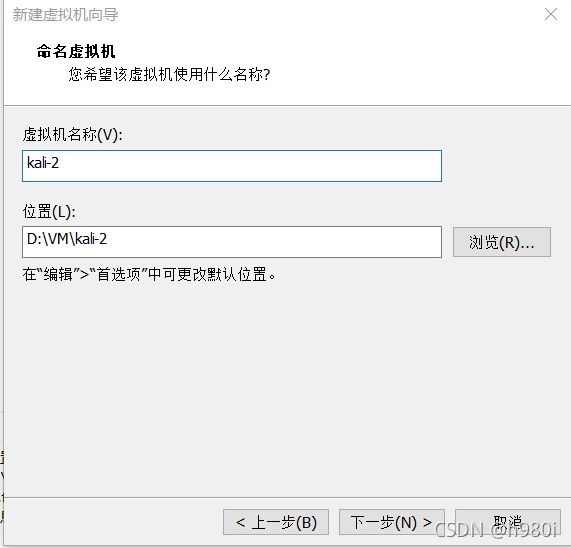 新建虚拟机向导
命名虚拟机
您希望该虚拟机使用什么名称?
虚拟机名称(V):
kali-2
位置(L):
D:\VM\kali-2
浏览(R)...
在“编辑”>“首选项”中可更改默认位置。
< 上一步(B)
下一步(N) >
取消
CSDN @n980i